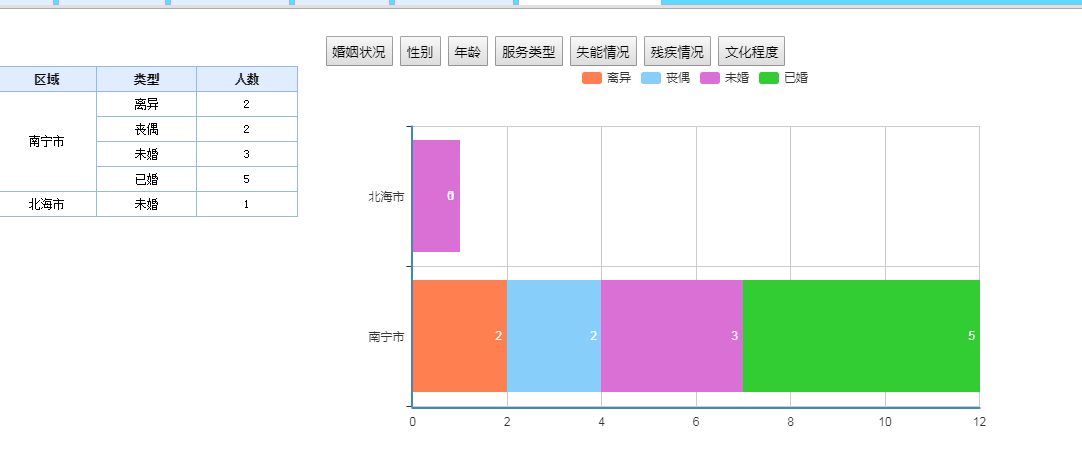 婚姻状况 性别 年龄 服务类型 失能情况 残疾情况 文化程度
离异 丧偶 未婚 已婚
区域 类型 人数
离异 2
南宁市
丧偶 2
未婚 3
已婚 5
北海市 未婚 1
北海市
南宁市 2 2 3 5
0 2 4 6 8 10 12